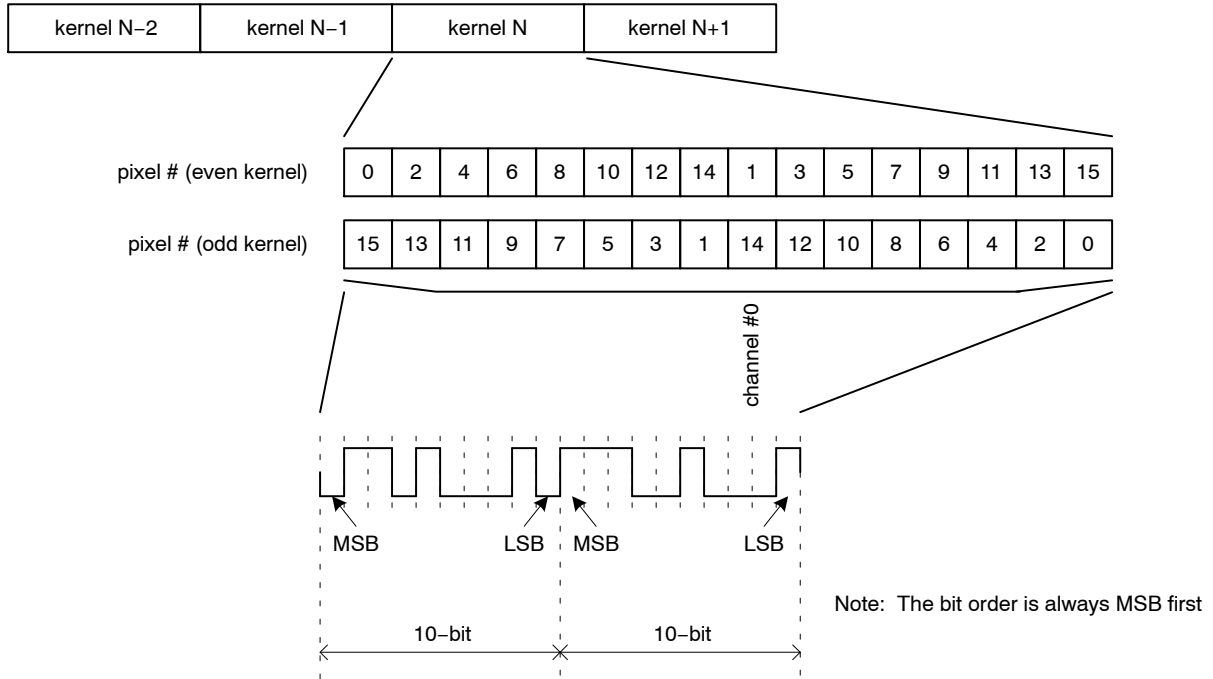 kernel N−2 kernel N−1 kernel N kernel N+1
pixel # (even kernel) 0 2 4 6 8 10 12 14 1 3 5 7 9 11 13 15
pixel # (odd kernel) 15 13 11 9 7 5 3 1 14 12 10 8 6 4 2 0
channel #0
MSB LSB MSB LSB
Note: The bit order is always MSB first
10−bit 10−bit